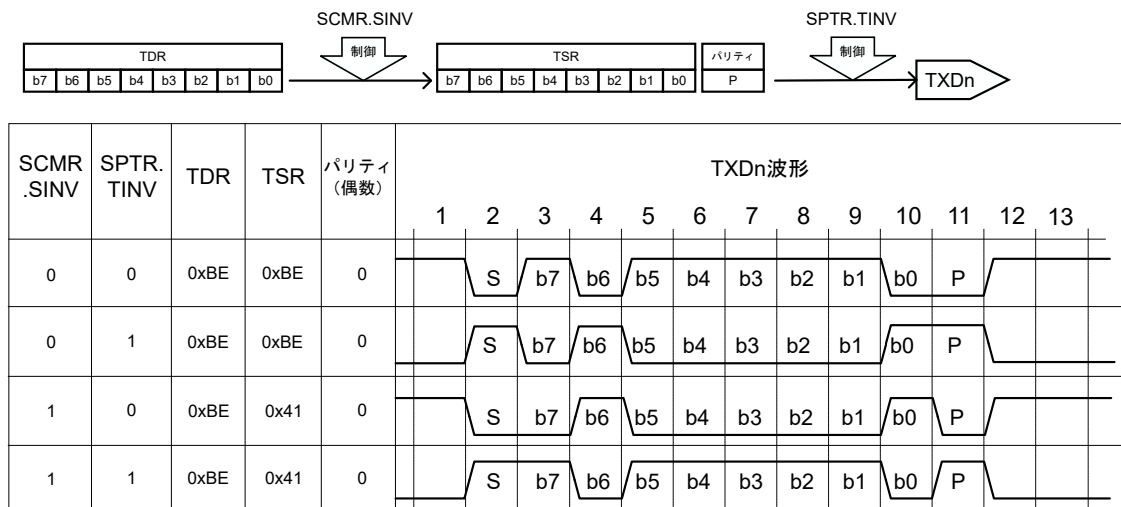 SCMR.SINV SPTR.TINV
TDR 制御 TSR パリティ 制御
b7 b6 b5 b4 b3 b2 b1 b0 b7 b6 b5 b4 b3 b2 b1 b0 P TXDn
SCMR .SINV SPTR. TINV TDR TSR パリティ (偶数) TXDn波形
1 2 3 4 5 6 7 8 9 10 11 12 13
0 0 0xBE 0xBE 0 S b7 b6 b5 b4 b3 b2 b1 b0 P
0 1 0xBE 0xBE 0 S b7 b6 b5 b4 b3 b2 b1 b0 P
1 0 0xBE 0x41 0 S b7 b6 b5 b4 b3 b2 b1 b0 P
1 1 0xBE 0x41 0 S b7 b6 b5 b4 b3 b2 b1 b0 P